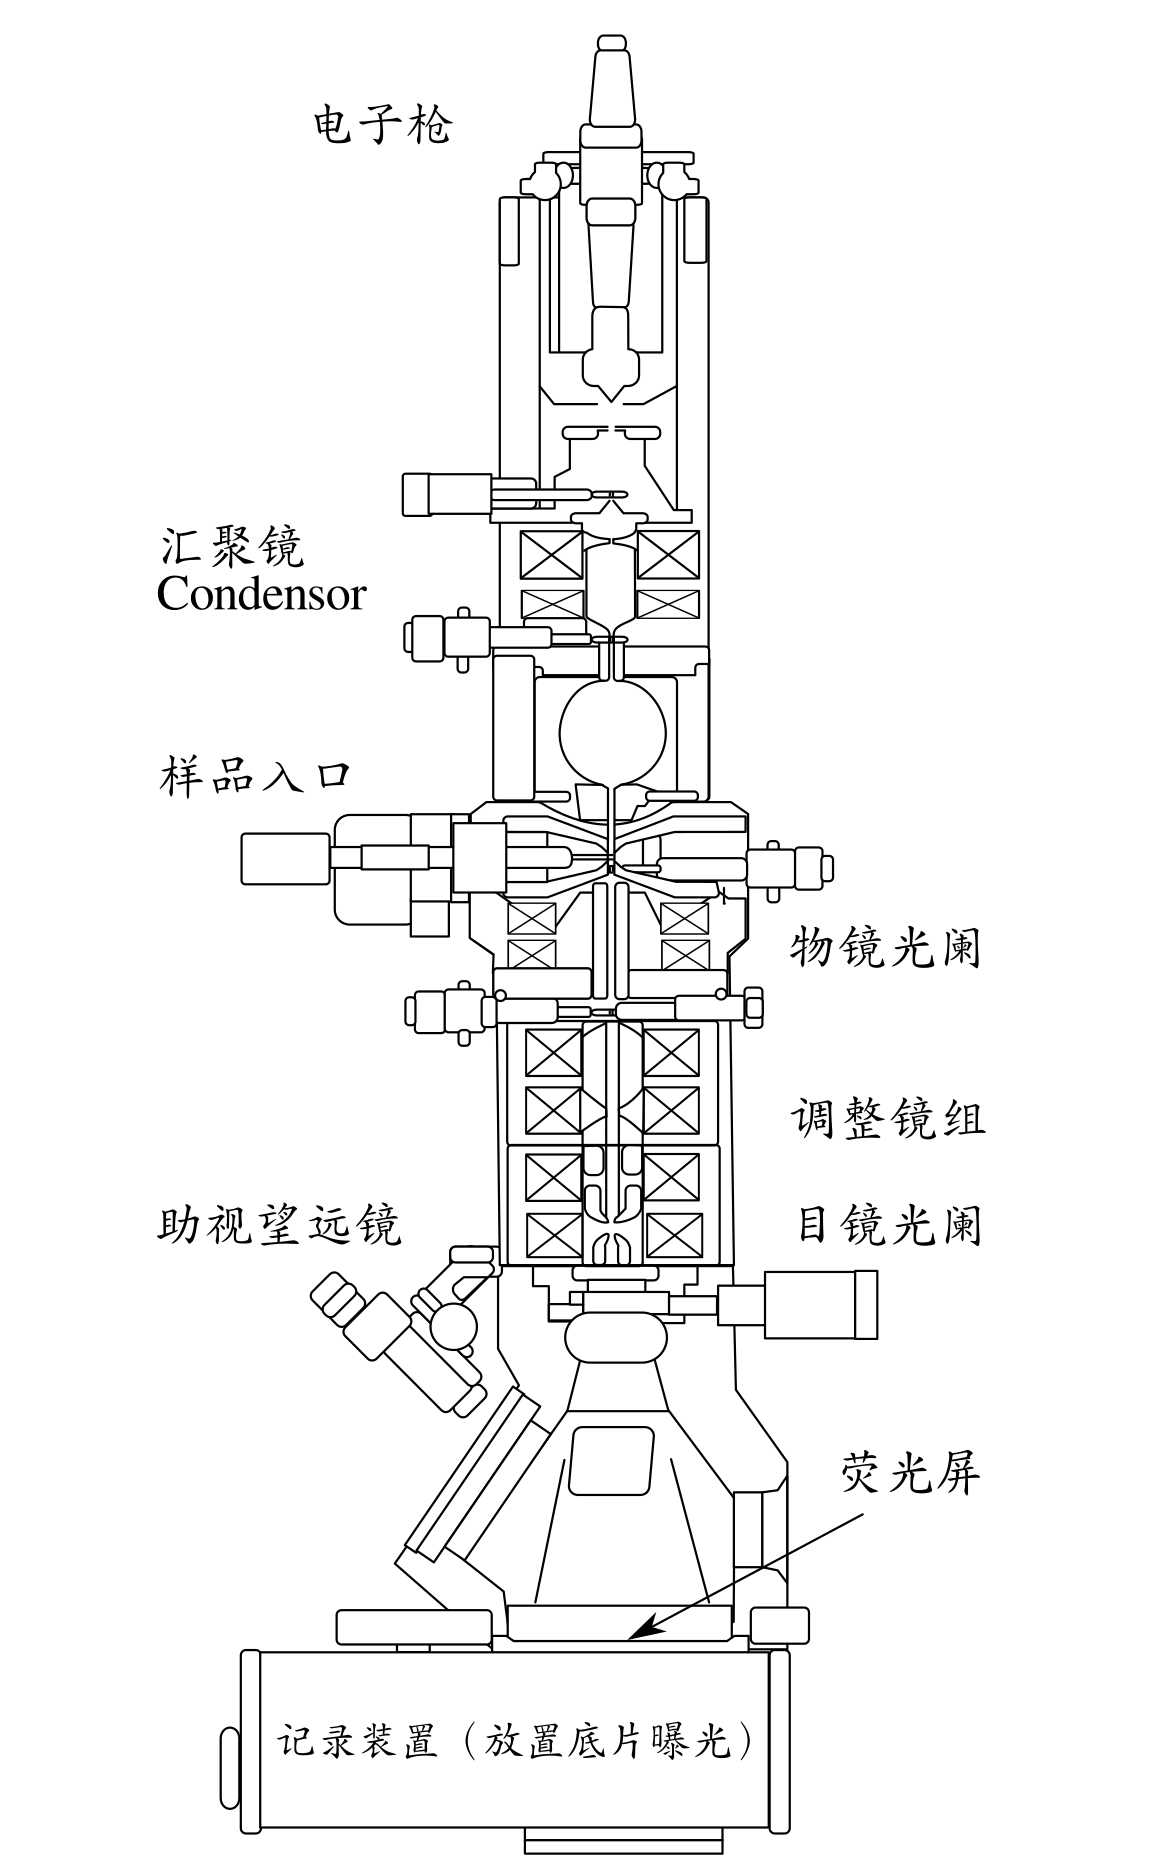 电子枪
汇聚镜
Condensor
样品入口
物镜光阑
调整镜组
助视望远镜
目镜光阑
荧光屏
记录装置（放置底片曝光）